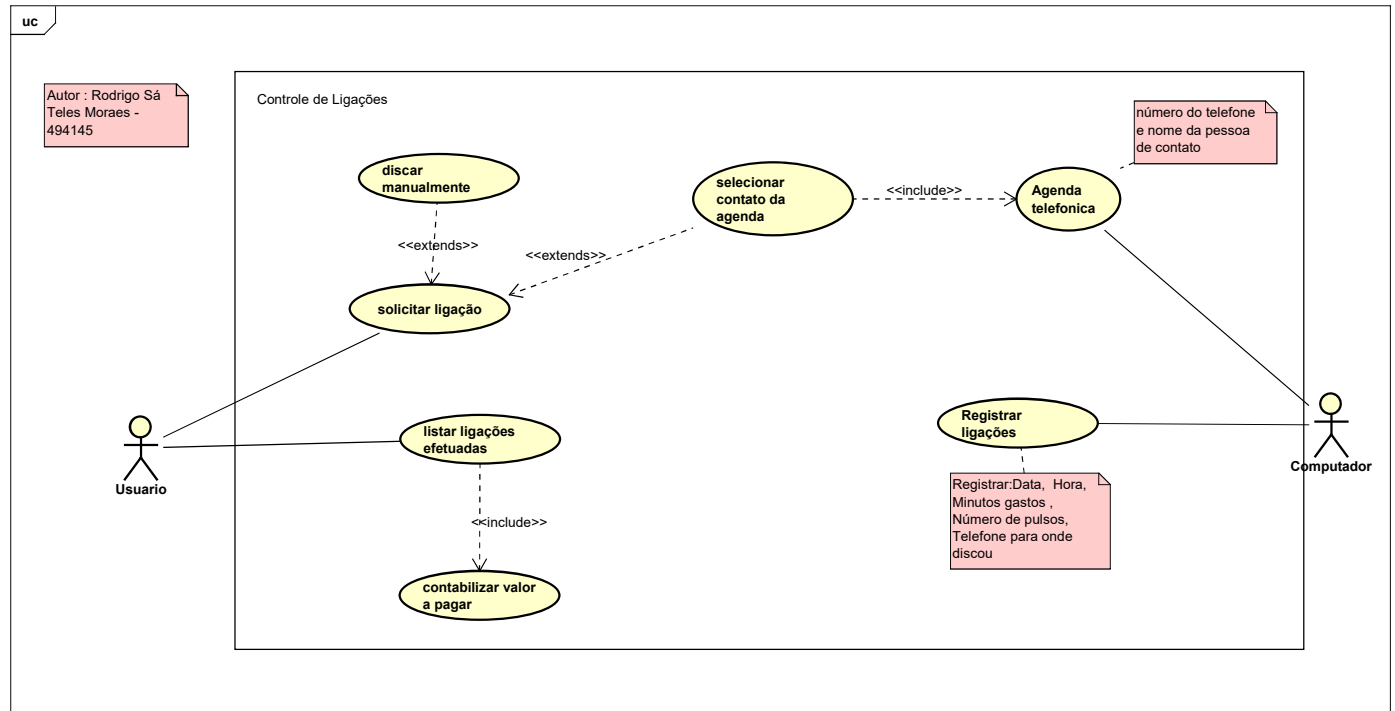 uc
Autor : Rodrigo Sá
Teles Moraes -
494145
Controle de Ligações
número do telefone
e nome da pessoa
de contato
discar
manualmente
selecionar
contato da
agenda
<<include>>
Agenda
telefonica
<<extends>>
<<extends>>
solicitar ligação
Usuario
listar ligações
efetuadas
Registrar
ligações
Computador
Registrar:Data,  Hora,
Minutos gastos ,
Número de pulsos,
Telefone para onde
discou
<<include>>
contabilizar valor
a pagar